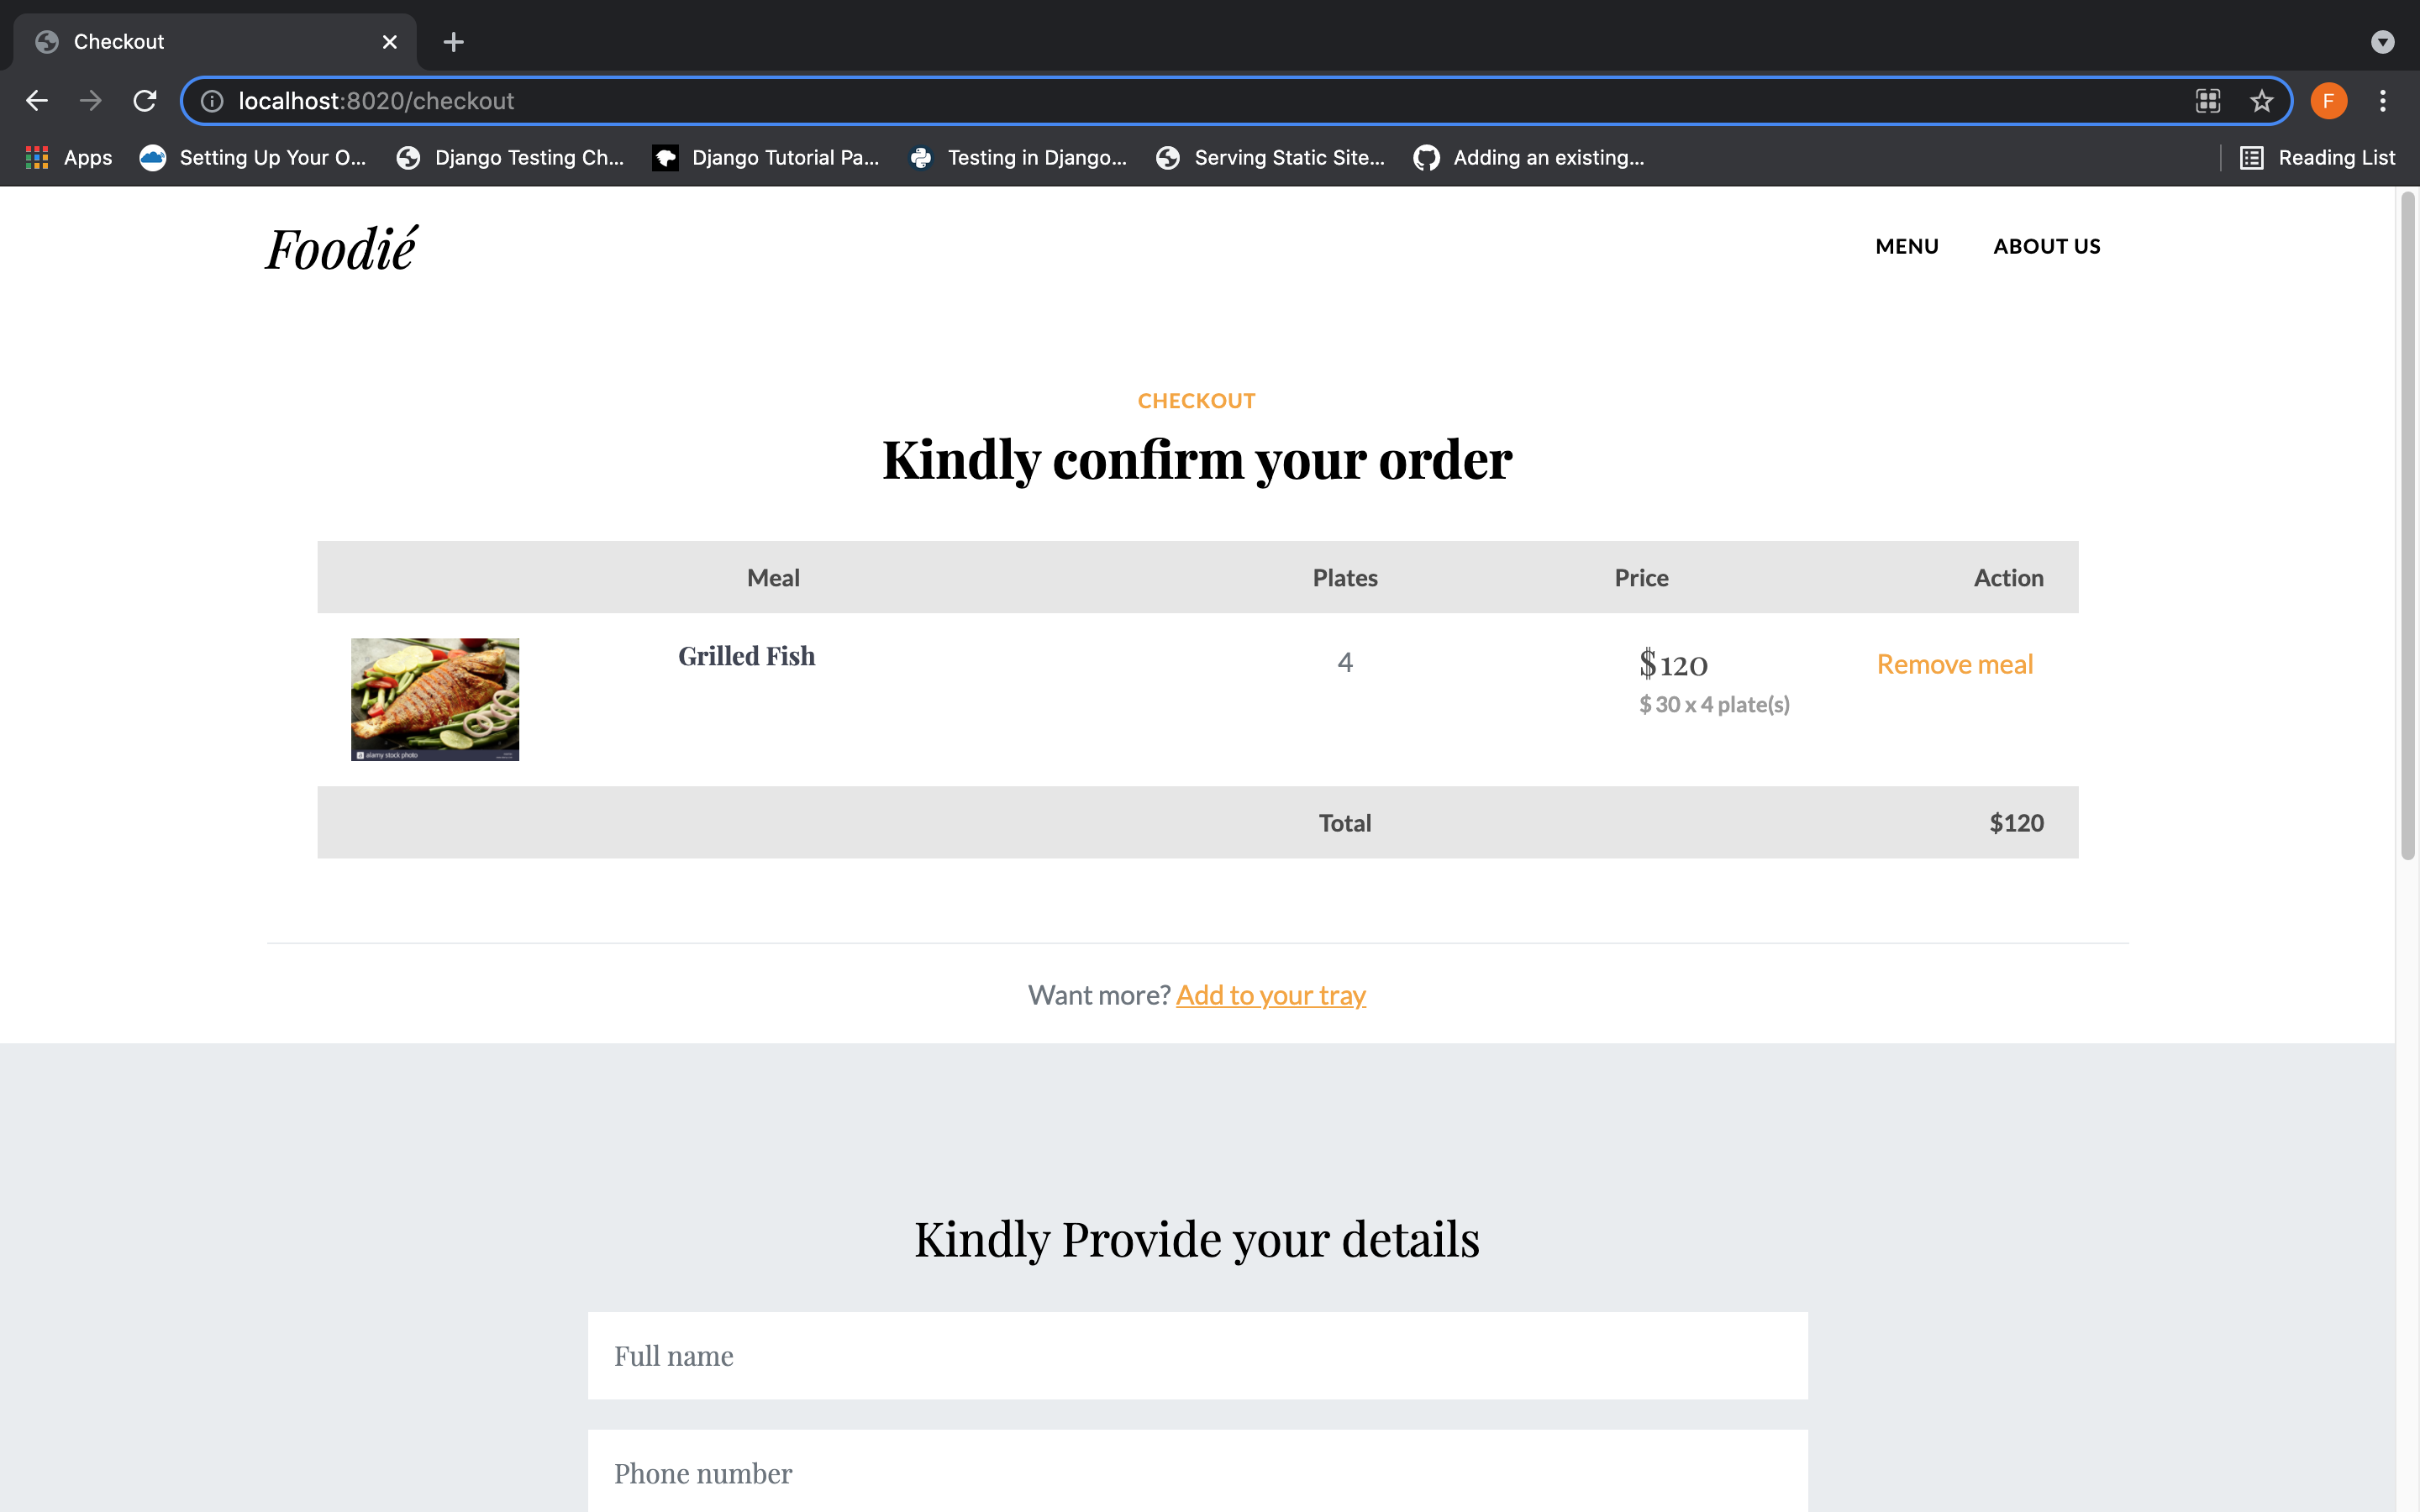 Checkout
localhost:8020/checkout
F
Apps
Setting Up Your O...
Django Testing Ch...
Django Tutorial Pa...
Testing in Django...
Serving Static Site...
Adding an existing...
Reading List
Foodié
MENU
ABOUT US
CHECKOUT
Kindly confirm your order
Meal
Plates
Price
Action
Grilled Fish
4
$120
$ 30 x 4 plate(s)
Remove meal
a alamy stock photo
Total
$120
Want more? Add to your tray
Kindly Provide your details
Full name
Phone number